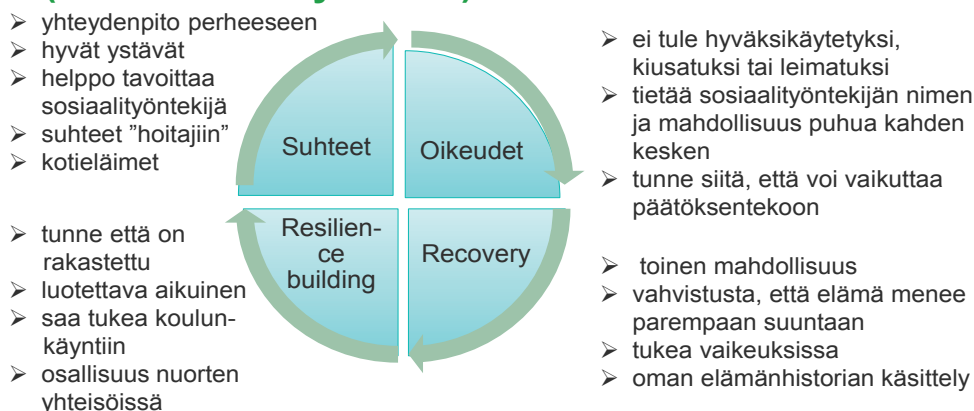 ➢ yhteydenpito perheeseen
➢ hyvät ystävät
➢ helppo tavoittaa
sosiaalityöntekijä
➢ suhteet ”hoitajiin”
➢ kotieläimet
Suhteet
Oikeudet
➢ ei tule hyväksikäytetyksi,
kiusatuksi tai leimatuksi
➢ tietää sosiaalityöntekijän nimen
ja mahdollisuus puhua kahden
kesken
➢ tunne siitä, että voi vaikuttaa
päätöksentekoon
➢ tunne että on
rakastettu
➢ luotettava aikuinen
➢ saa tukea koulun-
käyntiin
➢ osallisuus nuorten
yhteisöissä
Resilien-
ce
building
Recovery
➢ toinen mahdollisuus
➢ vahvistusta, että elämä menee
parempaan suuntaan
➢ tukea vaikeuksissa
➢ oman elämänhistorian käsittely